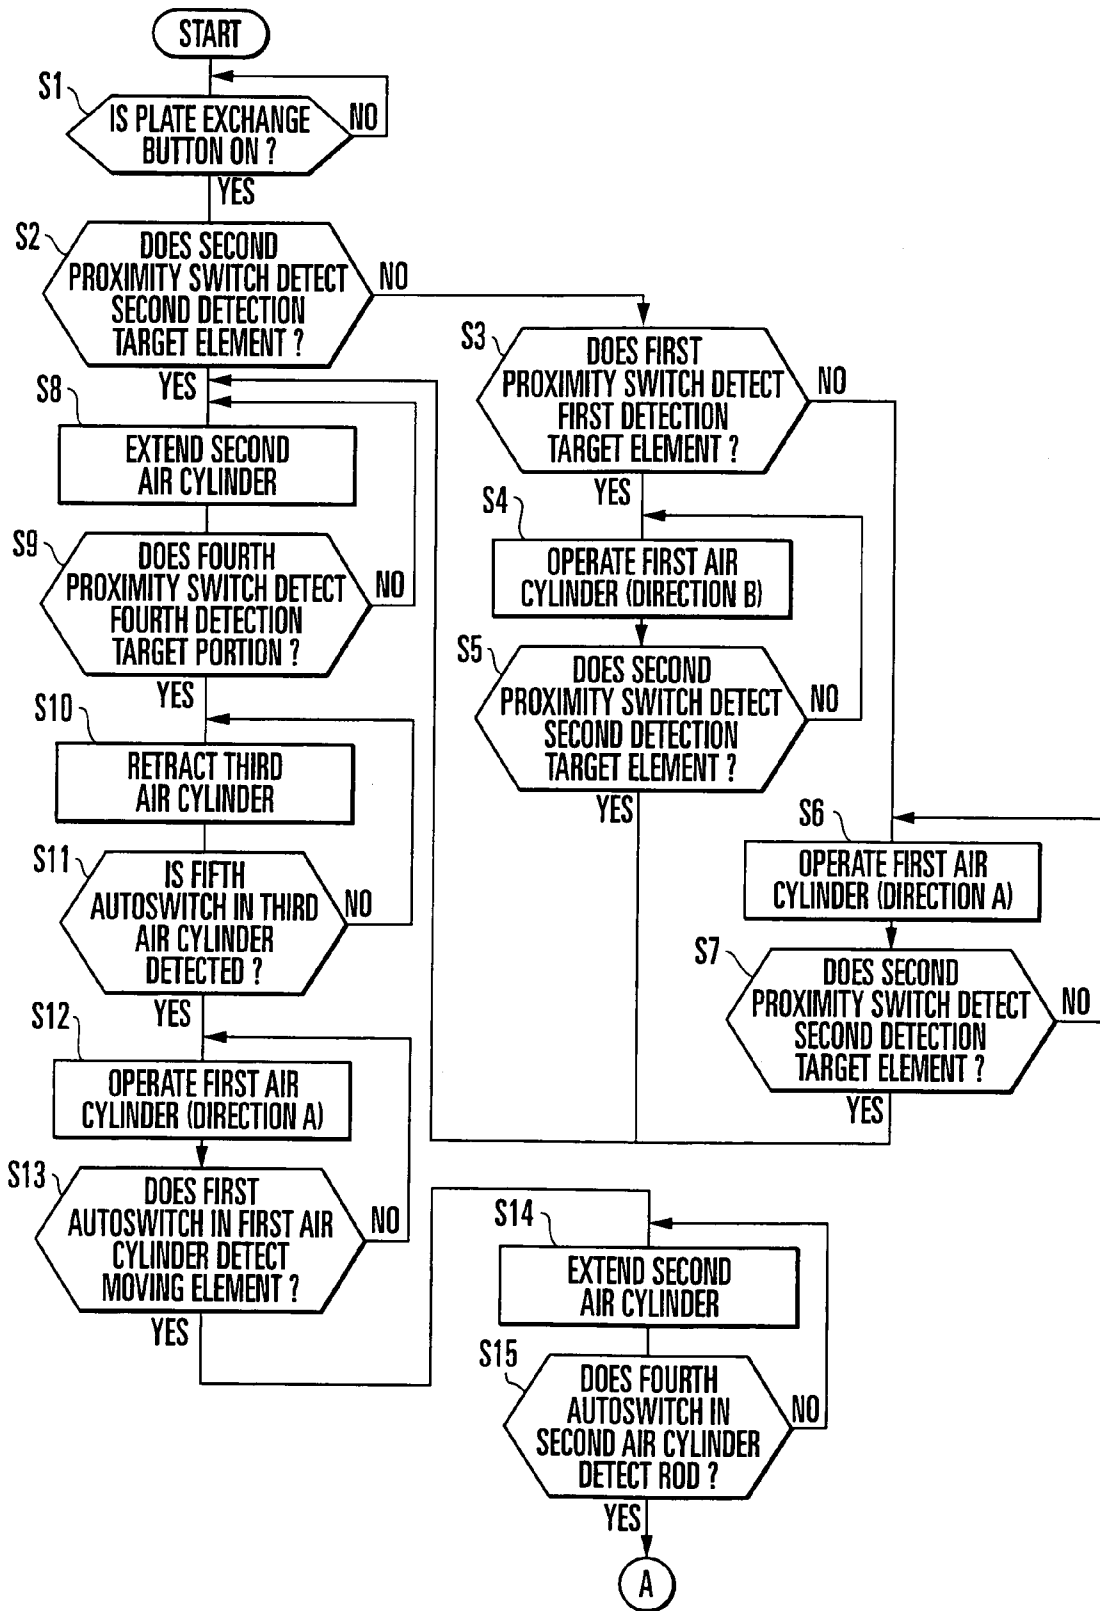 START
S1
IS PLATE EXCHANGE
BUTTON ON ?
NO
YES
S2
DOES SECOND
PROXIMITY SWITCH DETECT
SECOND DETECTION
TARGET ELEMENT ?
NO
YES
S3
DOES FIRST
PROXIMITY SWITCH DETECT
FIRST DETECTION
TARGET ELEMENT ?
NO
YES
S4
OPERATE FIRST AIR
CYLINDER (DIRECTION B)
S5
DOES SECOND
PROXIMITY SWITCH DETECT
SECOND DETECTION
TARGET ELEMENT ?
NO
YES
S6
OPERATE FIRST AIR
CYLINDER (DIRECTION A)
S7
DOES SECOND
PROXIMITY SWITCH DETECT
SECOND DETECTION
TARGET ELEMENT ?
NO
YES
S8
EXTEND SECOND
AIR CYLINDER
S9
DOES FOURTH
PROXIMITY SWITCH DETECT
FOURTH DETECTION
TARGET PORTION ?
NO
YES
S10
RETRACT THIRD
AIR CYLINDER
S11
IS FIFTH
AUTOSWITCH IN THIRD
AIR CYLINDER
DETECTED ?
NO
YES
S12
OPERATE FIRST AIR
CYLINDER (DIRECTION A)
S13
DOES FIRST
AUTOSWITCH IN FIRST AIR
CYLINDER DETECT
MOVING ELEMENT ?
NO
YES
S14
EXTEND SECOND
AIR CYLINDER
S15
DOES FOURTH
AUTOSWITCH IN
SECOND AIR CYLINDER
DETECT ROD ?
NO
YES
A